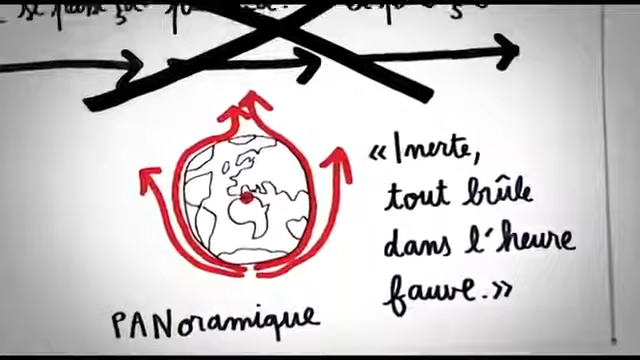 « Inerte,
tout brûle
dans l'heure
fauve. »
PANoramique